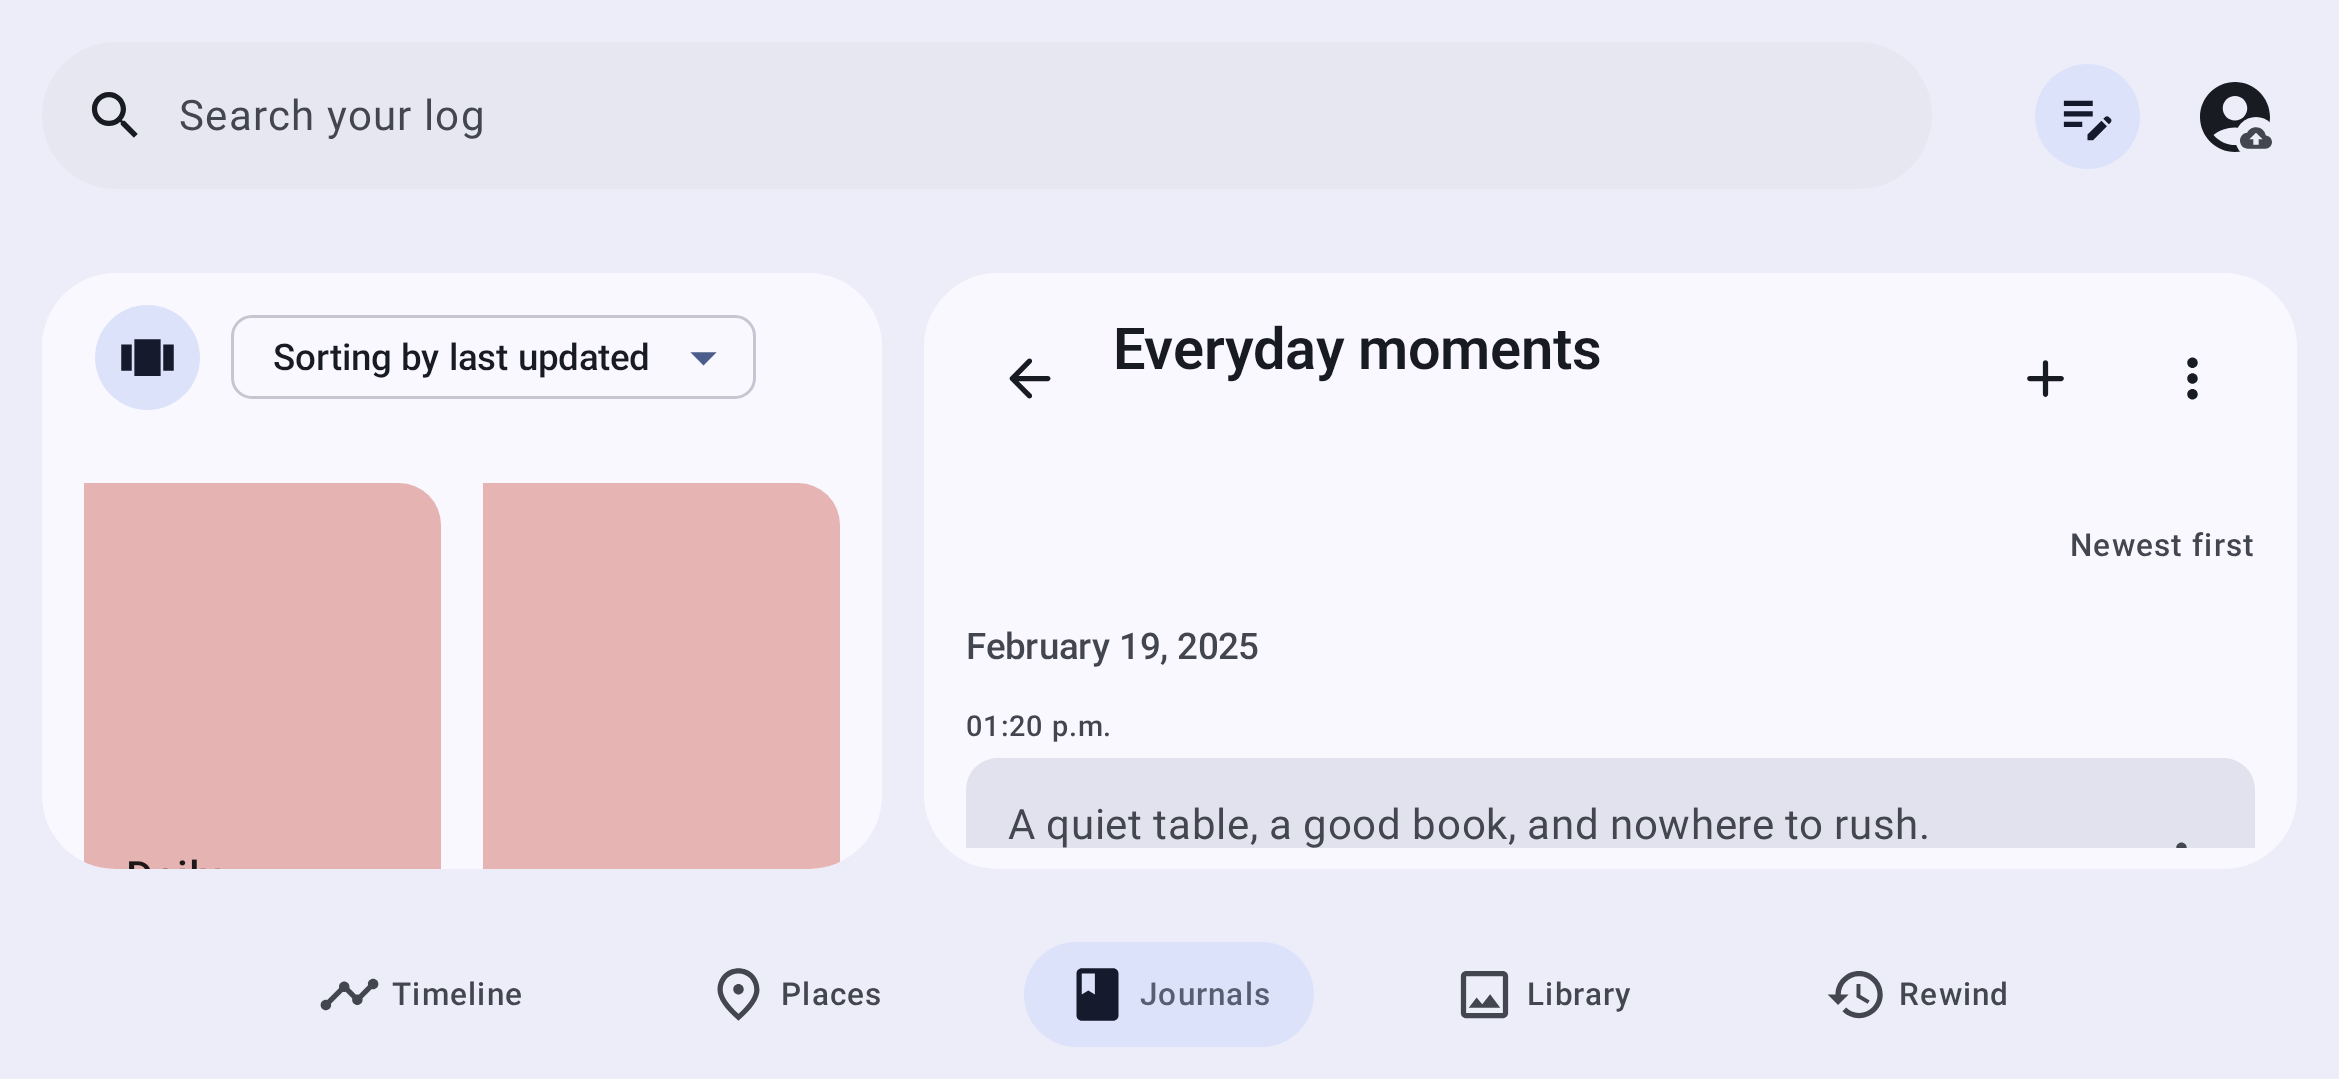 Search your log
Sorting by last updated
Everyday moments
Newest first
February 19, 2025
01:20 p.m.
A quiet table, a good book, and nowhere to rush.
Timeline
Places
Journals
Library
Rewind